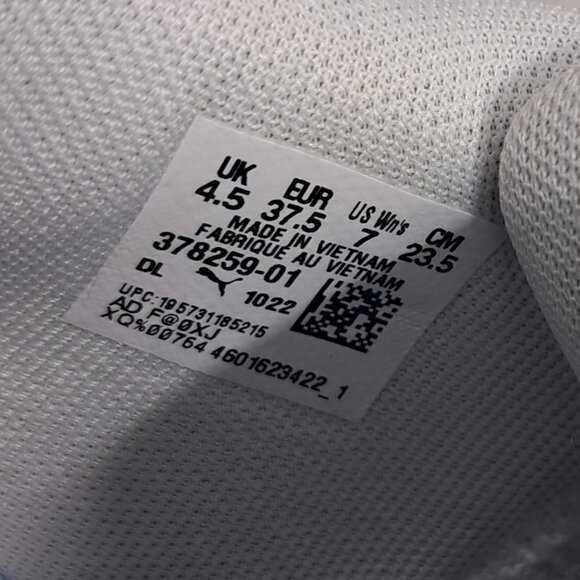 UK EUR US Wn's CM
4.5 37.5 7 23.5
MADE IN VIETNAM
FABRIQUÉ AU VIETNAM
378259-01
DL 1022
UPC:195731185215
AD F@0XJ
XQ%00764 4601623422_1